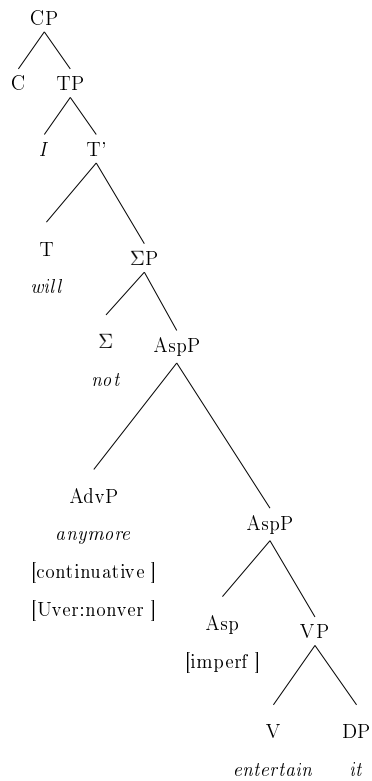 CP
C TP
I T'
T ΣP
will
Σ AspP
not
AdvP
anymore AspP
[continuative ]
[Uver:nonver ] Asp VP
[imperf ]
V DP
entertain it